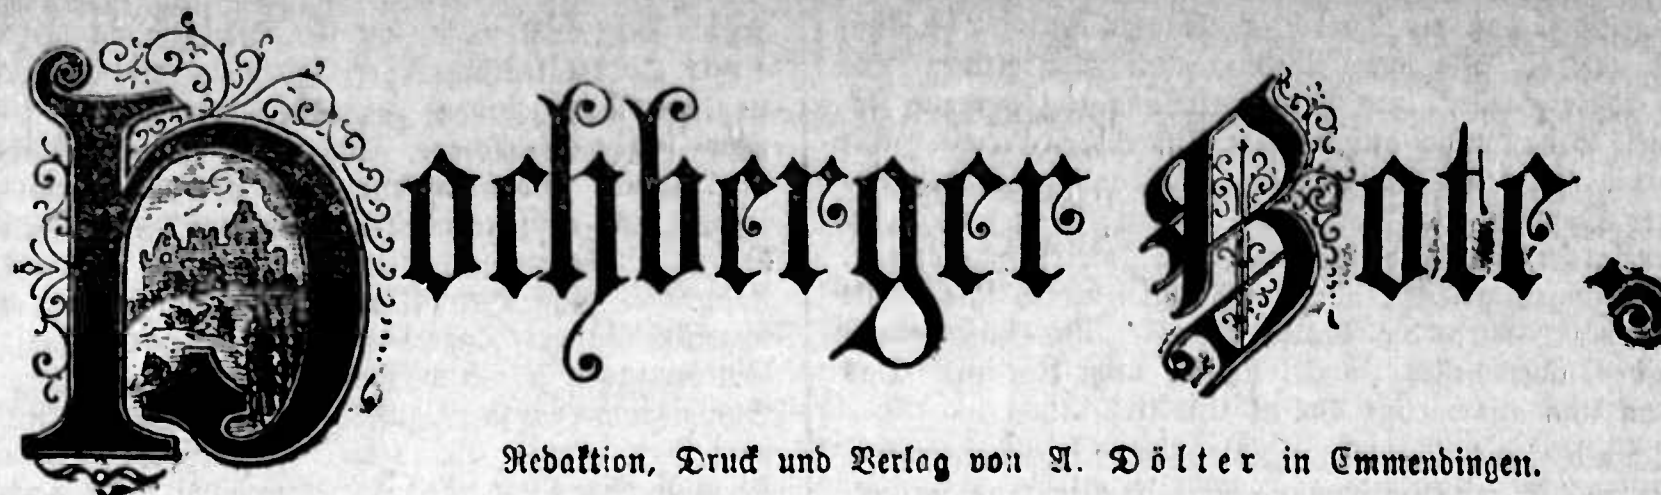 Hochberger Bote.
Redaktion, Druck und Verlag von A. Dölter in Emmendingen.